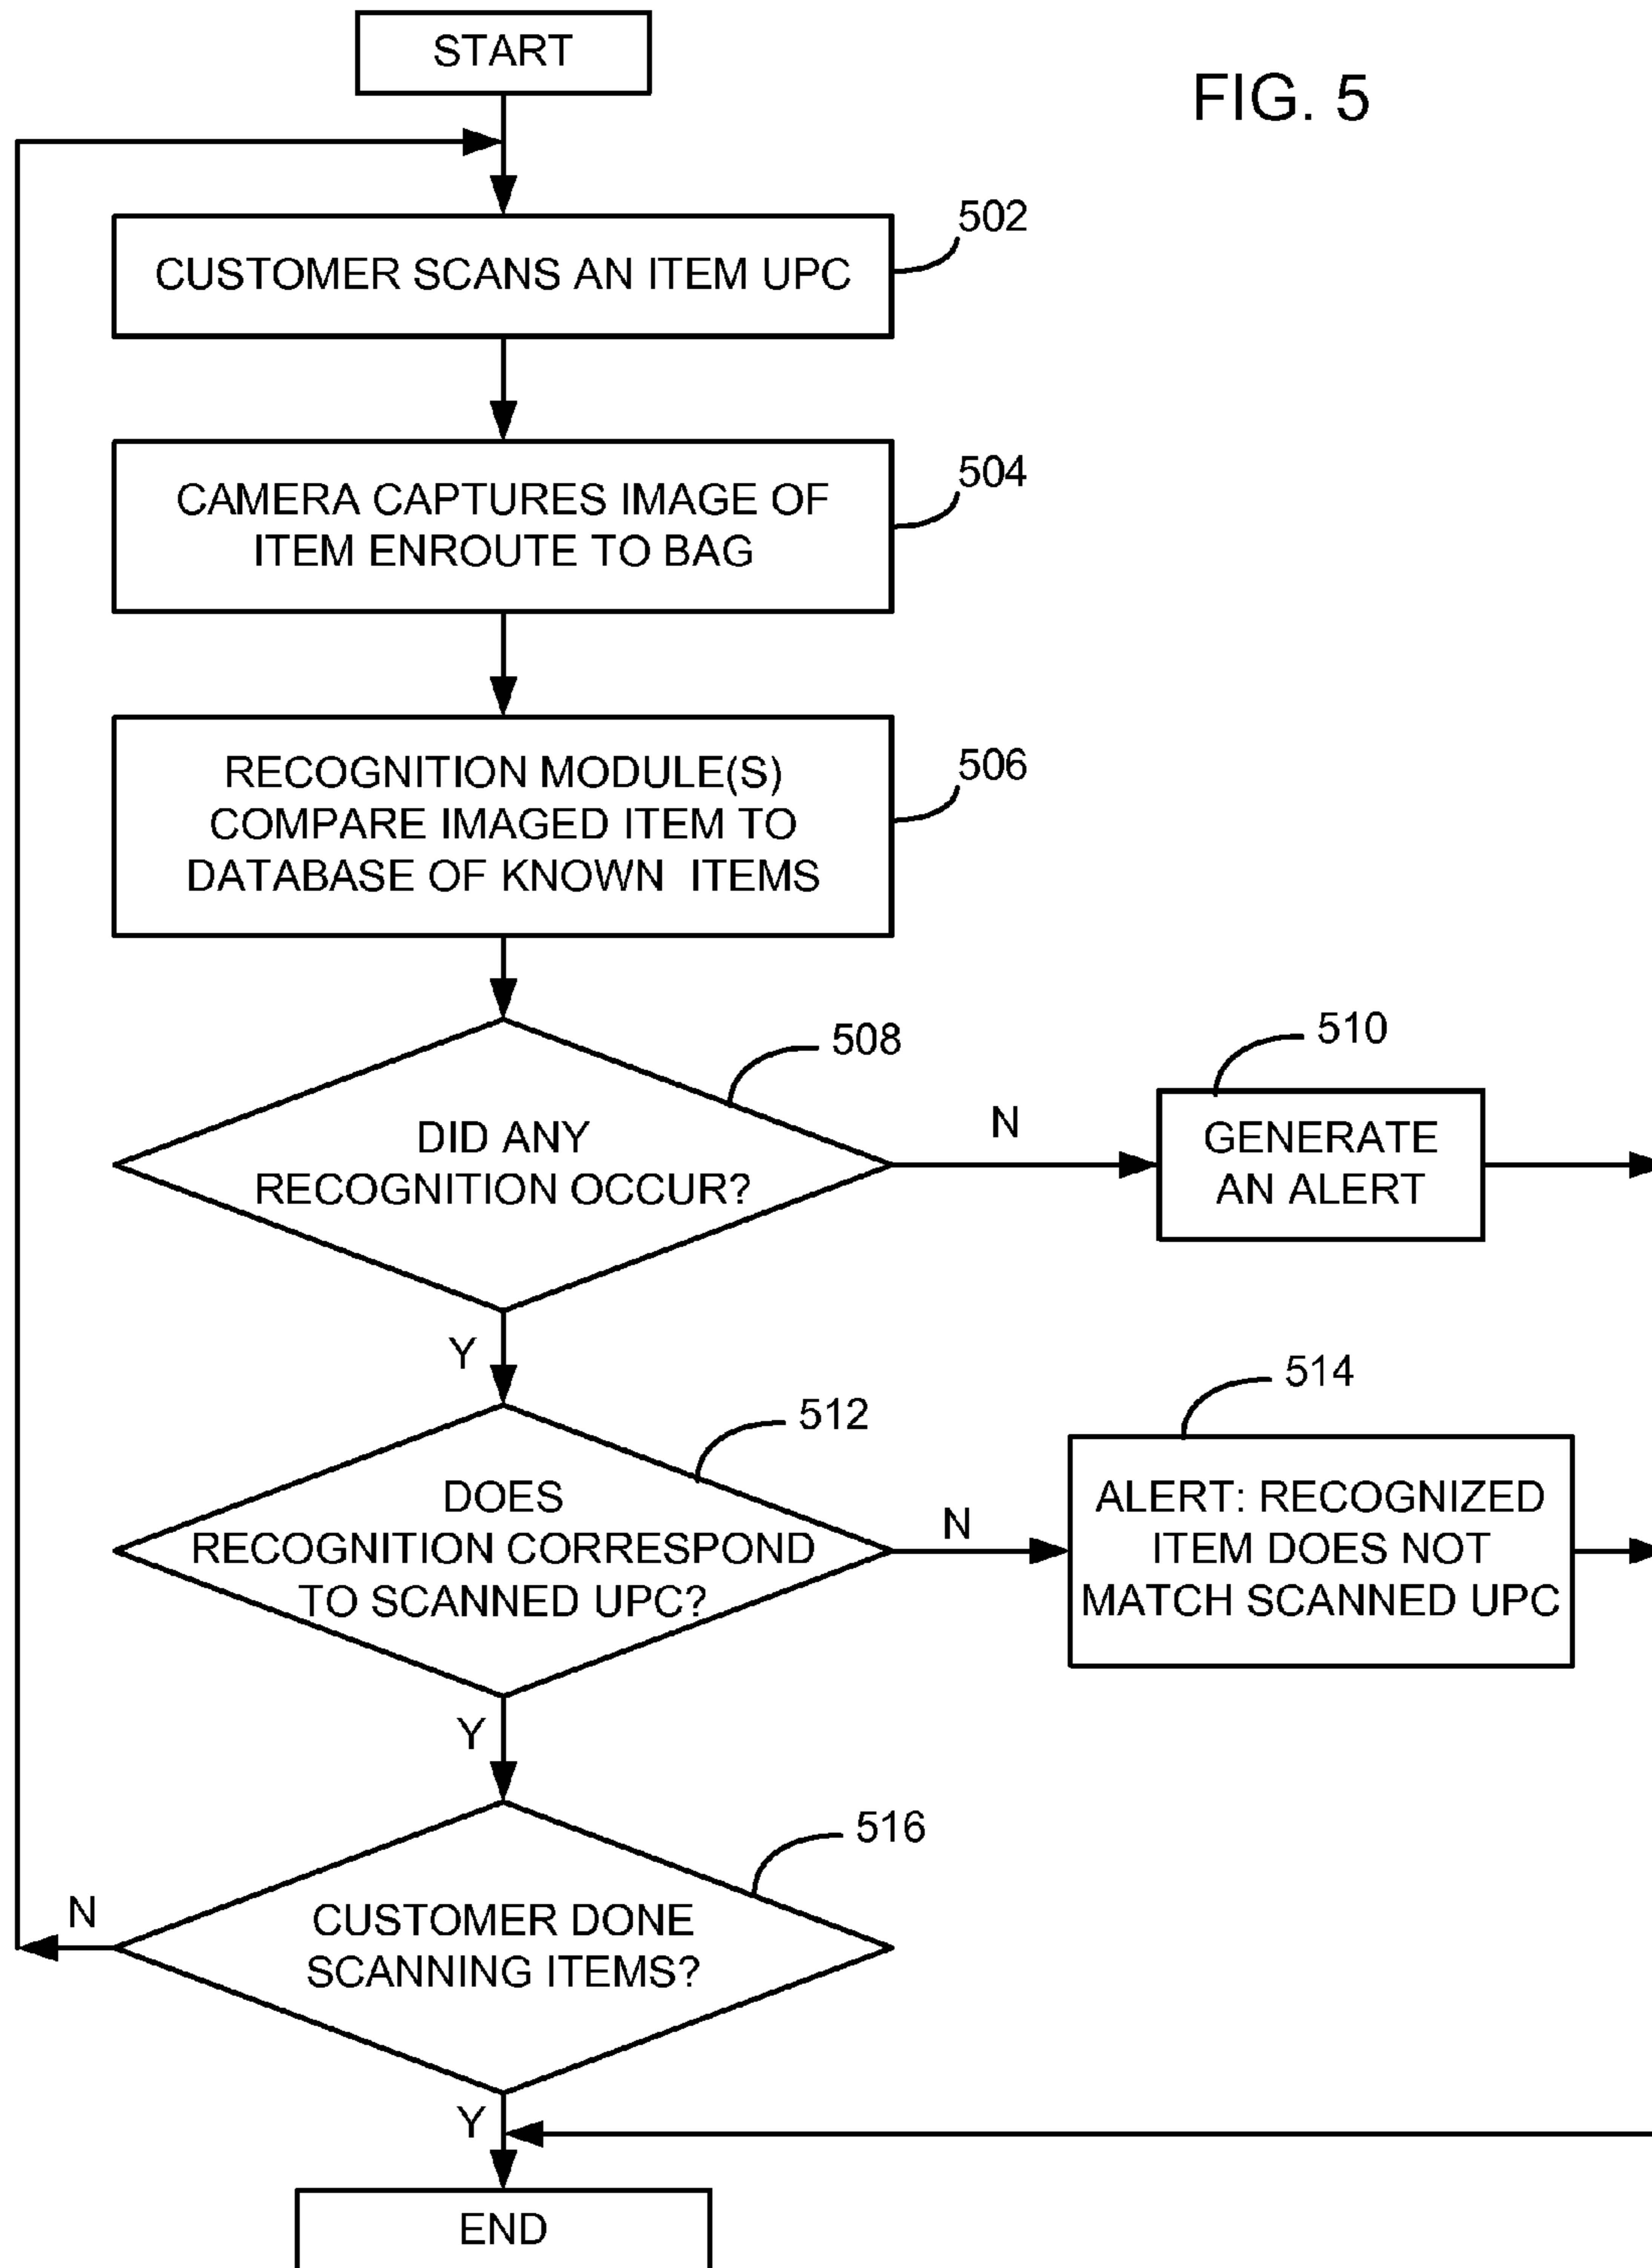 START
FIG. 5
502
CUSTOMER SCANS AN ITEM UPC
504
CAMERA CAPTURES IMAGE OF
ITEM ENROUTE TO BAG
506
RECOGNITION MODULE(S)
COMPARE IMAGED ITEM TO
DATABASE OF KNOWN ITEMS
508
DID ANY
RECOGNITION OCCUR?
N
510
GENERATE
AN ALERT
Y
512
DOES
RECOGNITION CORRESPOND
TO SCANNED UPC?
N
514
ALERT: RECOGNIZED
ITEM DOES NOT
MATCH SCANNED UPC
Y
516
CUSTOMER DONE
SCANNING ITEMS?
N
Y
END